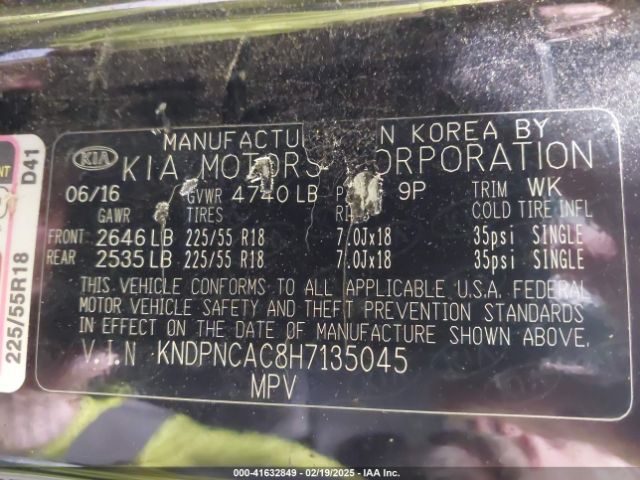 "MANUFACTU N KOREA BY
KIA KIA MOTORS CORPORATION
06/16 GVWR 4740 LB P 9P TRIM WK
GAWR TIRES RI COLD TIRE INFL
FRONT 2646 LB 225/55 R18 7.0Jx18 35psi SINGLE
REAR 2535 LB 225/55 R18 7.0Jx18 35psi SINGLE
THIS VEHICLE CONFORMS TO ALL APPLICABLE U.S.A. FEDERAL
MOTOR VEHICLE SAFETY AND THEFT PREVENTION STANDARDS
IN EFFECT ON THE DATE OF MANUFACTURE SHOWN ABOVE.
V.I.N KNDPNCAC8H7135045
MPV
D41
225/55R18
000-41632849 - 02/19/2025 - IAA Inc.